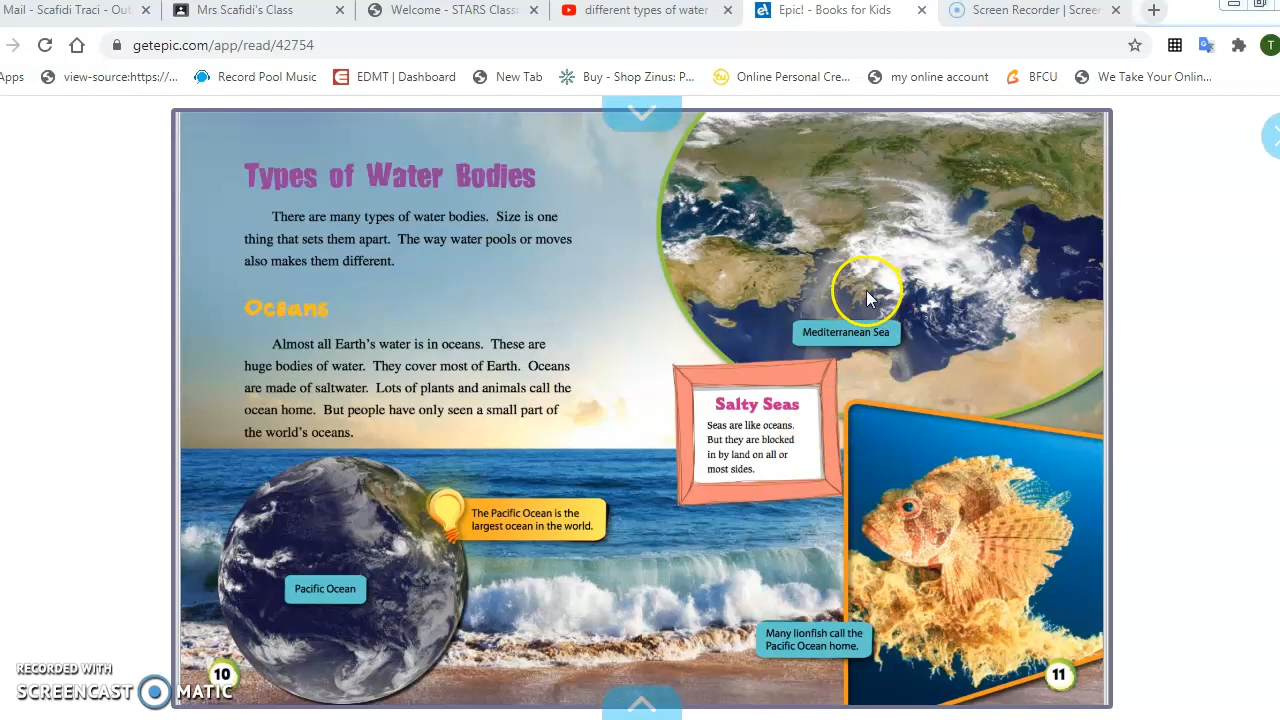 Mail - Scafidi Traci - Out
Mrs Scafidi's Class
Welcome - STARS Class
different types of water
Epic! - Books for Kids
Screen Recorder | Screen
getepic.com/app/read/42754
T
Apps
view-source:https://...
Record Pool Music
EDMT | Dashboard
New Tab
Buy - Shop Zinus: P...
Online Personal Cre...
my online account
BFCU
We Take Your Onlin...
Types of Water Bodies
There are many types of water bodies. Size is one
thing that sets them apart. The way water pools or moves
also makes them different.
Oceans
Almost all Earth's water is in oceans. These are
huge bodies of water. They cover most of Earth. Oceans
are made of saltwater. Lots of plants and animals call the
ocean home. But people have only seen a small part of
the world's oceans.
The Pacific Ocean is the
largest ocean in the world.
Pacific Ocean
10
Mediterranean Sea
Salty Seas
Seas are like oceans.
But they are blocked
in by land on all or
most sides.
Many lionfish call the
Pacific Ocean home.
11
RECORDED WITH
SCREENCAST MATIC